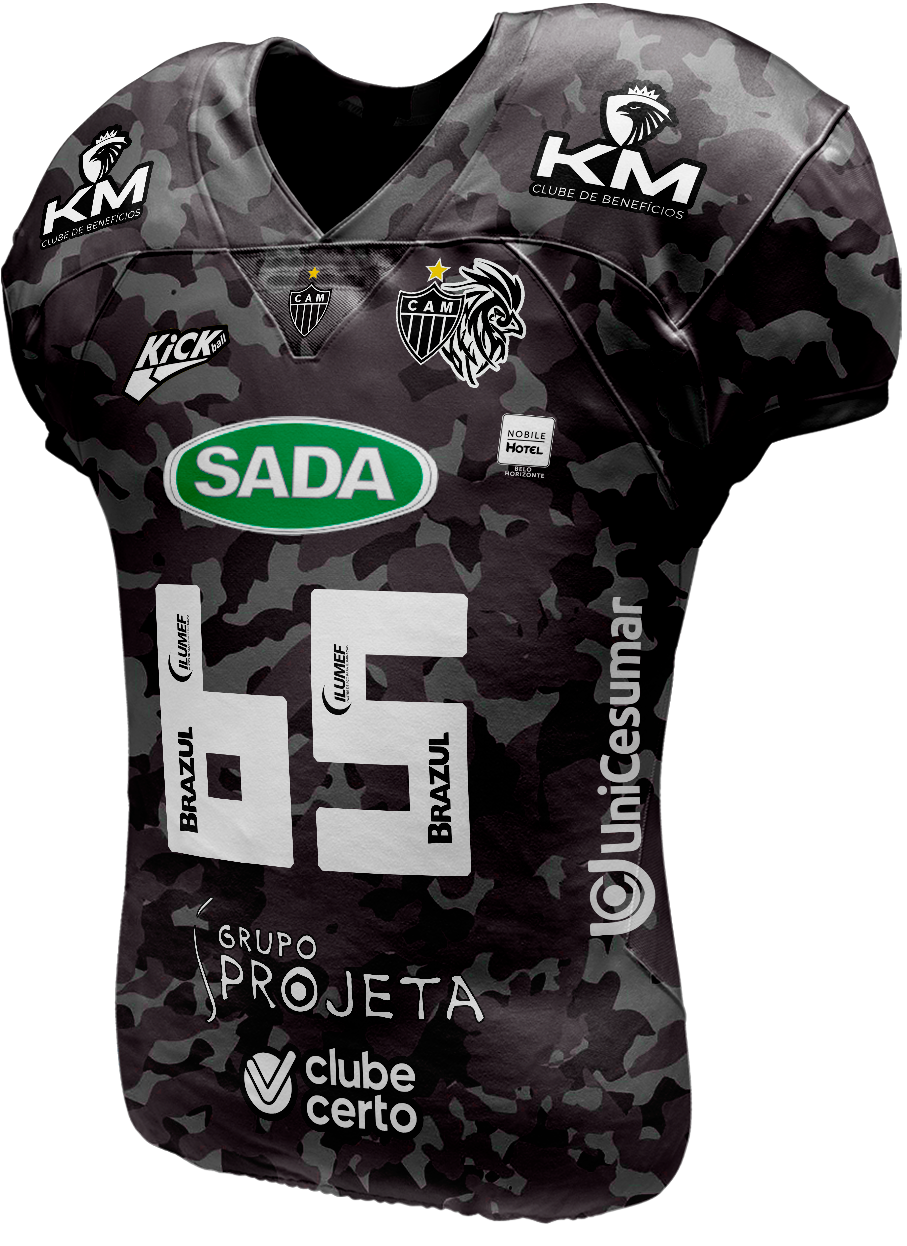 KM
CLUBE DE BENEFÍCIOS
KM
CLUBE DE BENEFÍCIOS
CAM
CAM
KiCK
ball
SADA
NOBILE
HOTEL
BELO
HORIZONTE
65
ILUMEF
ILUMEF
BRAZUL
BRAZUL
UniCesumar
GRUPO
PROJETA
clube
certo